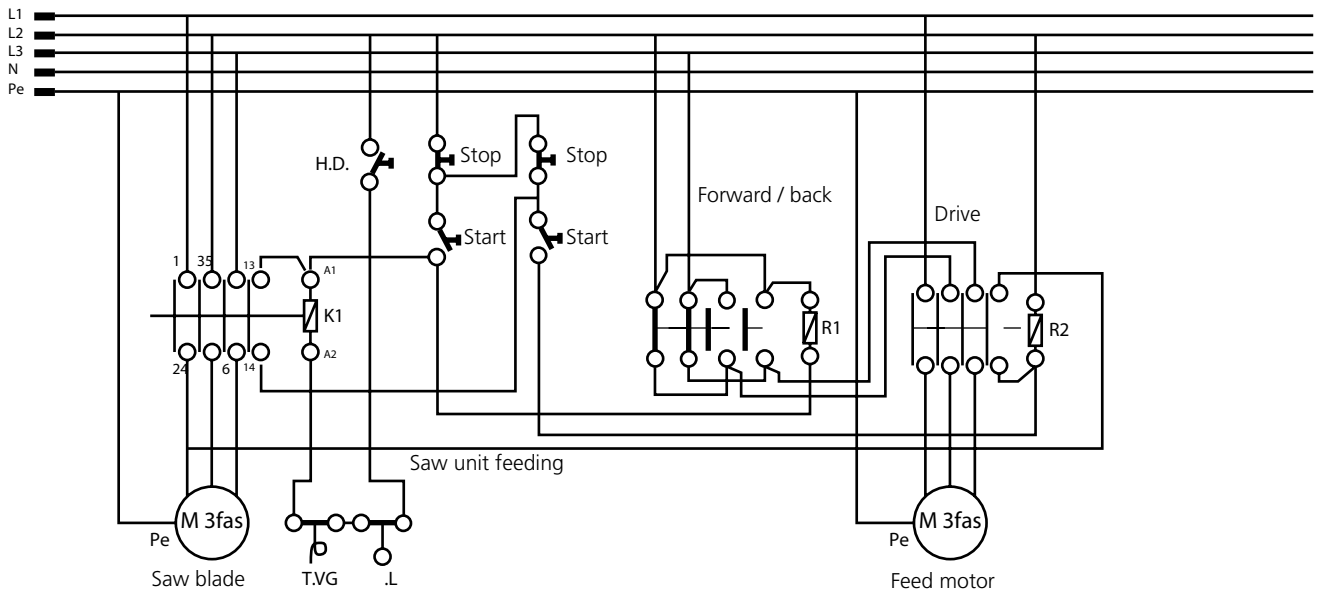 L1
L2
L3
N
Pe
H.D.
Stop
Stop
Forward / back
Drive
Start
Start
1
35
13
A1
K1
R1
R2
24
6
14
A2
Saw unit feeding
M 3fas
M 3fas
Pe
Pe
Saw blade
T.VG
.L
Feed motor